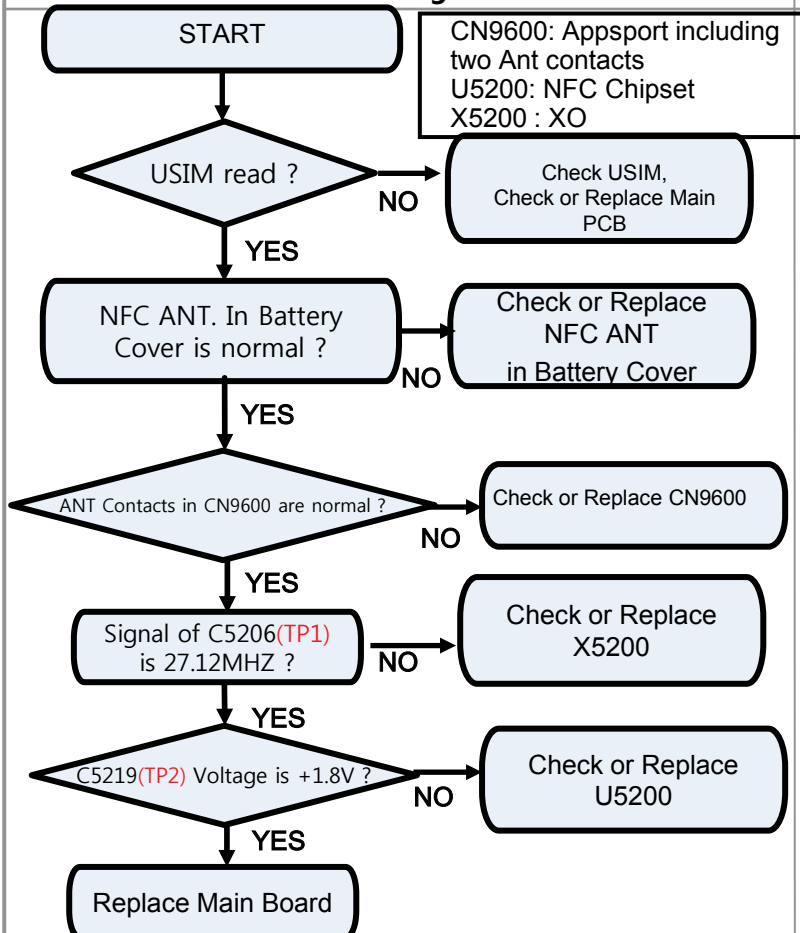 START
CN9600: Appsport including
two Ant contacts
U5200: NFC Chipset
X5200 : XO
USIM read ?
NO
Check USIM,
Check or Replace Main
PCB
YES
NFC ANT. In Battery
Cover is normal ?
NO
Check or Replace
NFC ANT
in Battery Cover
YES
ANT Contacts in CN9600 are normal ?
NO
Check or Replace CN9600
YES
Signal of C5206(TP1)
is 27.12MHZ ?
NO
Check or Replace
X5200
YES
C5219(TP2) Voltage is +1.8V ?
NO
Check or Replace
U5200
YES
Replace Main Board